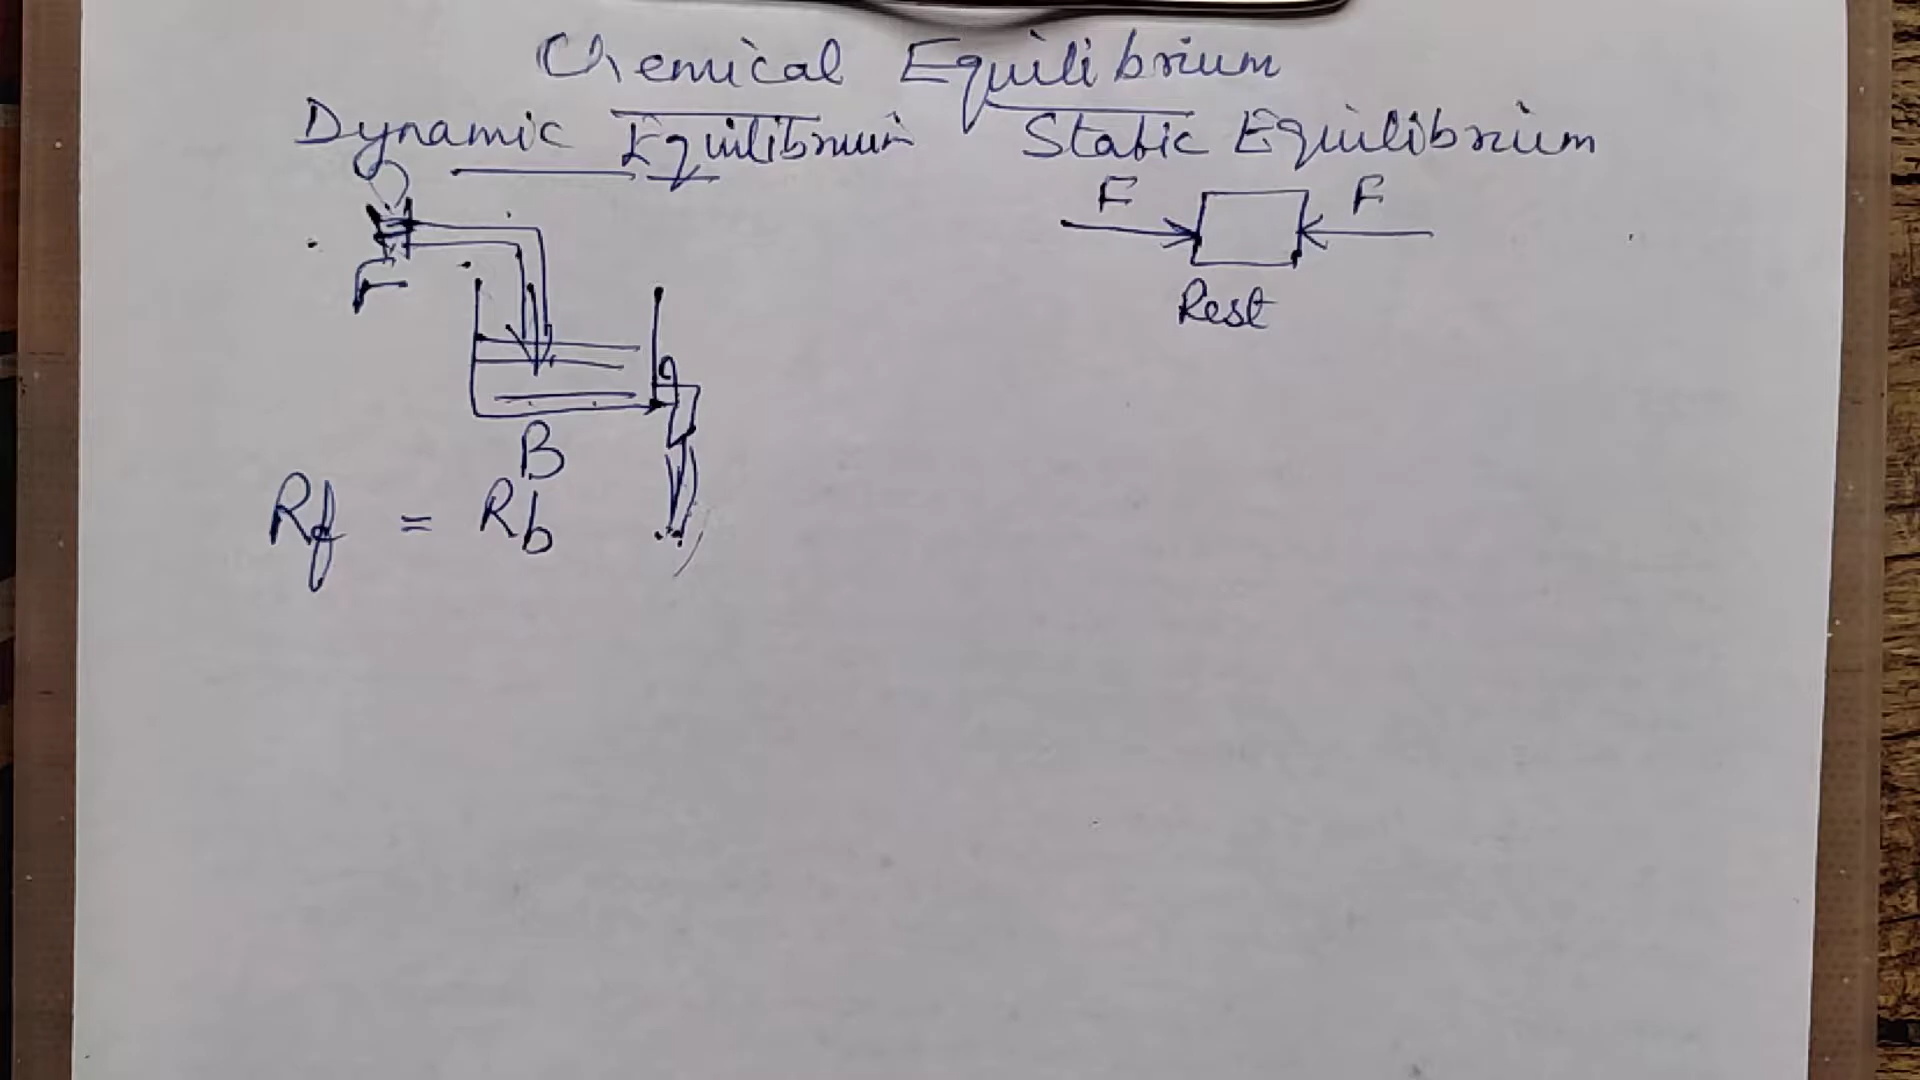 Chemical Equilibrium
Dynamic Equilibrium
Static Equilibrium
F F
Rest
B
Rf = Rb